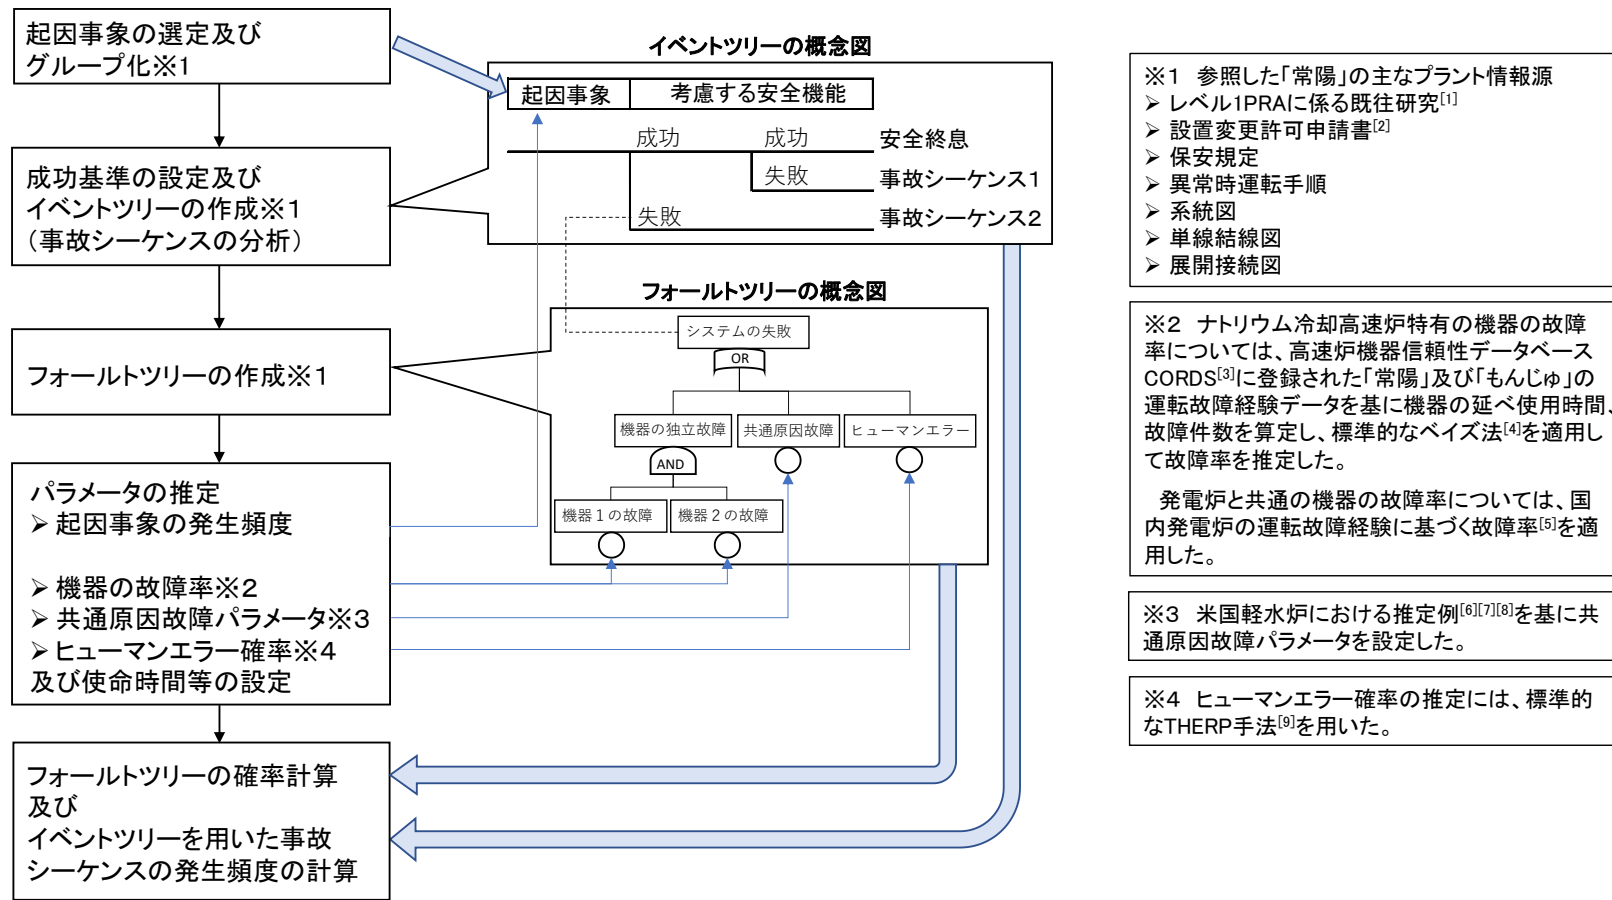 起因事象の選定及び
グループ化※1
成功基準の設定及び
イベントツリーの作成※1
（事故シーケンスの分析）
フォールトツリーの作成※1
パラメータの推定
➢ 起因事象の発生頻度
➢ 機器の故障率※2
➢ 共通原因故障パラメータ※3
➢ ヒューマンエラー確率※4
及び使命時間等の設定
フォールトツリーの確率計算
及び
イベントツリーを用いた事故
シーケンスの発生頻度の計算
イベントツリーの概念図
起因事象 考慮する安全機能
成功 成功 安全終息
失敗 事故シーケンス1
失敗 事故シーケンス2
フォールトツリーの概念図
システムの失敗
OR
機器の独立故障 共通原因故障 ヒューマンエラー
AND
機器１の故障 機器２の故障
※1 参照した「常陽」の主なプラント情報源
➢ レベル1PRAに係る既往研究[1]
➢ 設置変更許可申請書[2]
➢ 保安規定
➢ 異常時運転手順
➢ 系統図
➢ 単線結線図
➢ 展開接続図
※2 ナトリウム冷却高速炉特有の機器の故障
率については、高速炉機器信頼性データベース
CORDS[3]に登録された「常陽」及び「もんじゅ」の
運転故障経験データを基に機器の延べ使用時間、
故障件数を算定し、標準的なベイズ法[4]を適用し
て故障率を推定した。
発電炉と共通の機器の故障率については、国
内発電炉の運転故障経験に基づく故障率[5]を適
用した。
※3 米国軽水炉における推定例[6][7][8]を基に共
通原因故障パラメータを設定した。
※4 ヒューマンエラー確率の推定には、標準的
なTHERP手法[9]を用いた。